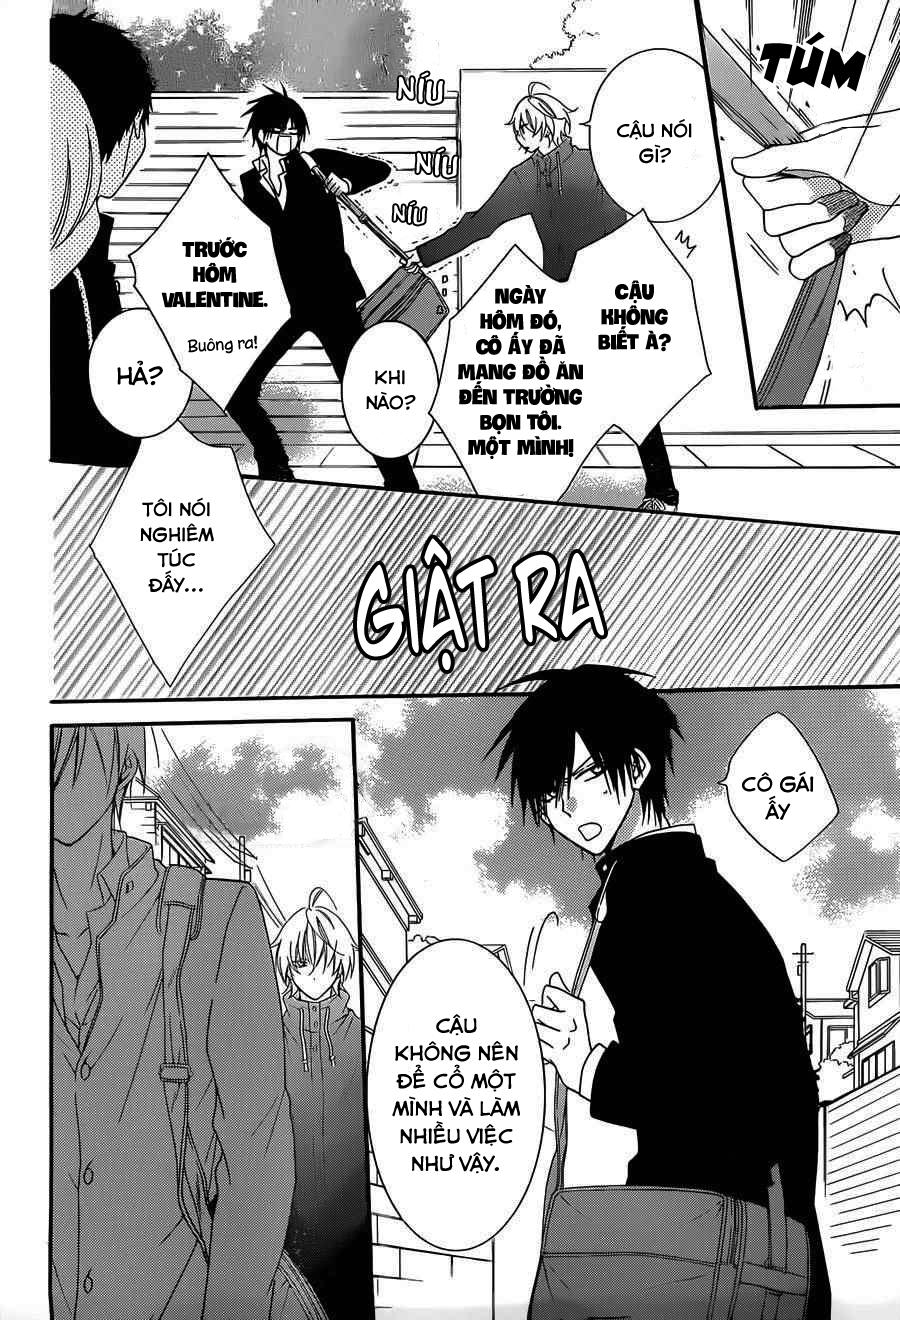 TÚM
CẬU NÓI
GÌ?
NÍU
NÍU
NÍU
CẬU
KHÔNG
BIẾT À?
NGÀY
HÔM ĐÓ,
CÔ ẤY ĐÃ
MANG ĐỒ ĂN
ĐẾN TRƯỜNG
BỌN TÔI.
MỘT MÌNH!
KHI
NÀO?
TRƯỚC
HÔM
VALENTINE.
Buông ra!
HẢ?
TÔI NÓI
NGHIÊM
TÚC
ĐẤY...
GIẬT RA
CÔ GÁI
ẤY
CẬU
KHÔNG NÊN
ĐỂ CỔ MỘT
MÌNH VÀ LÀM
NHIỀU VIỆC
NHƯ VẬY.